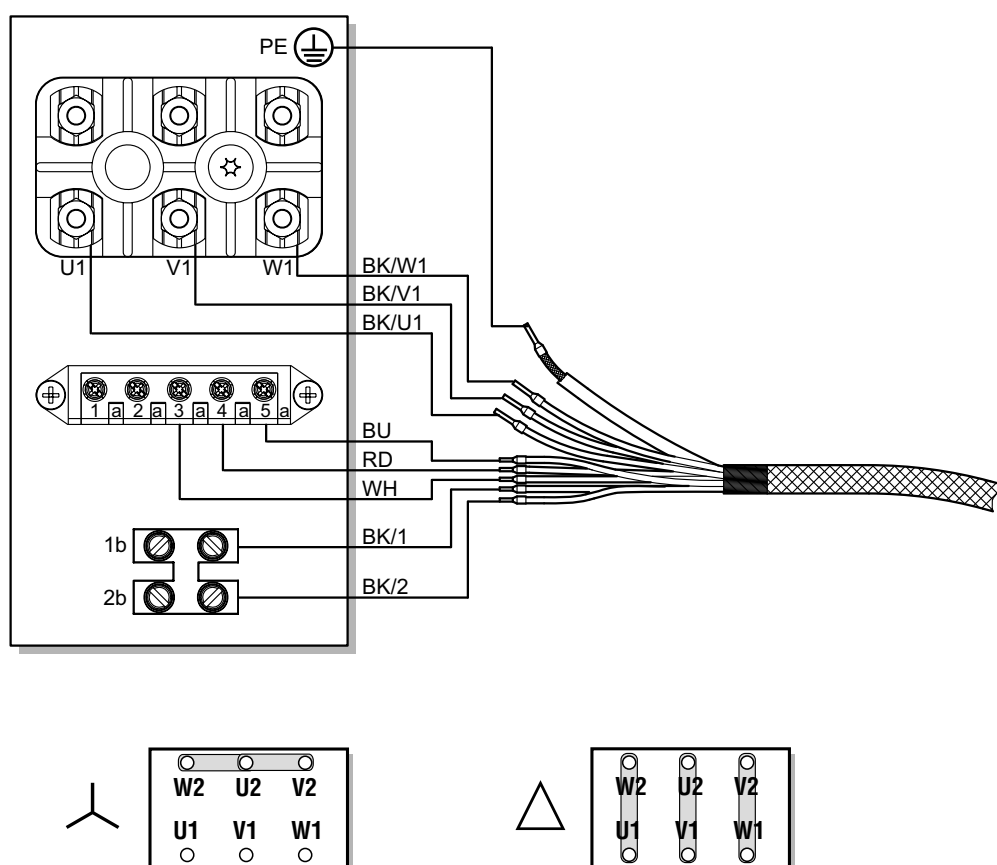 PE
U1 V1 W1
BK/W1
BK/V1
BK/U1
1 a 2 a 3 a 4 a 5 a
BU
RD
WH
1b
BK/1
2b
BK/2
W2 U2 V2
U1 V1 W1
W2 U2 V2
U1 V1 W1